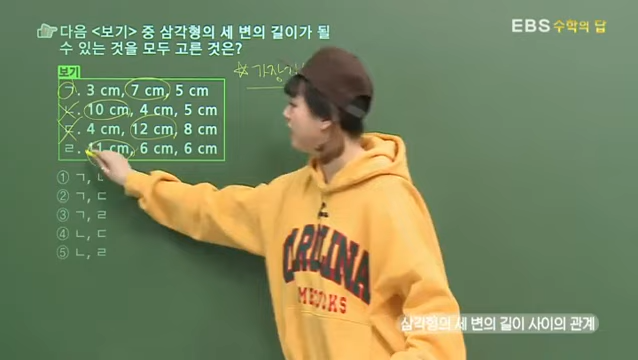 다음 <보기> 중 삼각형의 세 변의 길이가 될
수 있는 것을 모두 고른 것은?
EBS 수학의 답
보기
ㄱ. 3 cm, 7 cm, 5 cm
ㄴ. 10 cm, 4 cm, 5 cm
ㄷ. 4 cm, 12 cm, 8 cm
ㄹ. 11 cm, 6 cm, 6 cm
☆ 가장
① ㄱ, ㄴ
② ㄱ, ㄷ
③ ㄱ, ㄹ
④ ㄴ, ㄷ
⑤ ㄴ, ㄹ
CAROLINA
삼각형의 세 변의 길이 사이의 관계